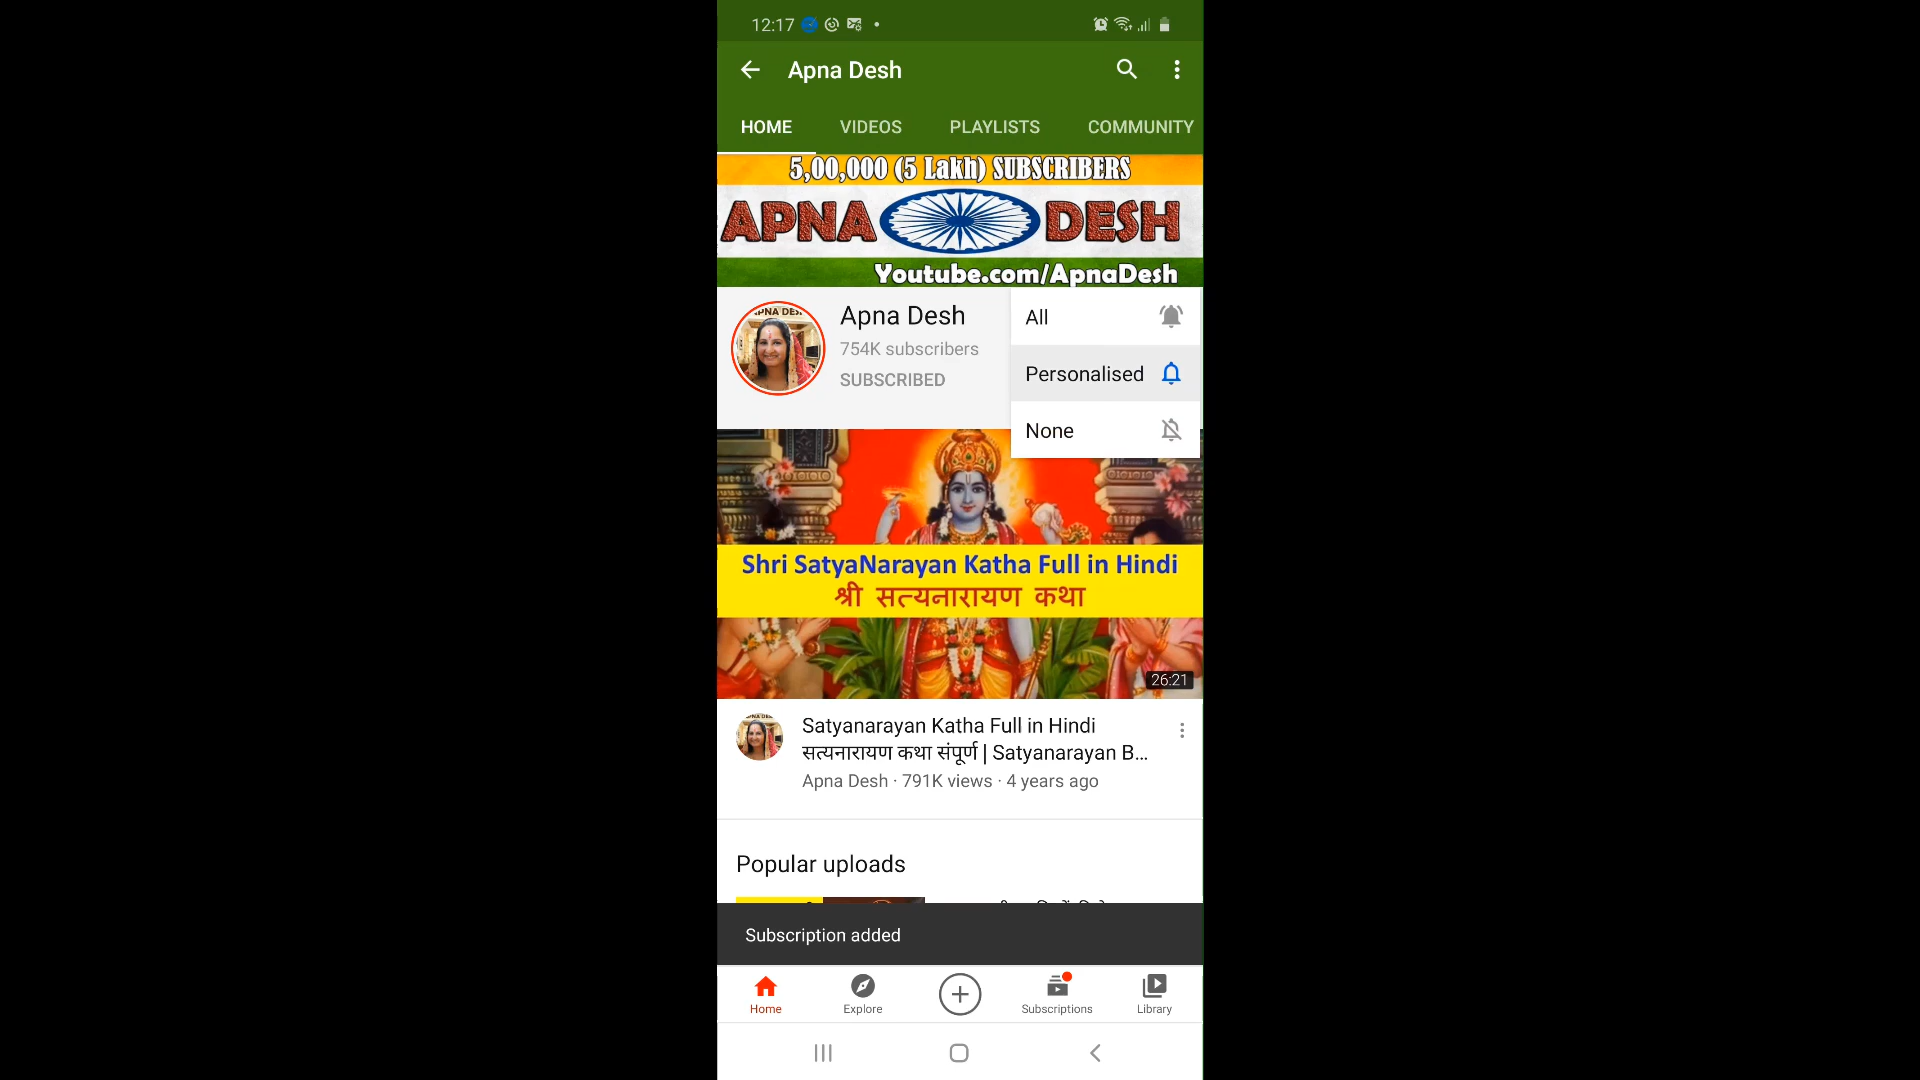 12:17
Apna Desh
HOME VIDEOS PLAYLISTS COMMUNITY
5,00,000 (5 Lakh) SUBSCRIBERS
APNA DESH
Youtube.com/ApnaDesh
Apna Desh
754K subscribers
SUBSCRIBED
All
Personalised
None
Shri SatyaNarayan Katha Full in Hindi
श्री सत्यनारायण कथा
26:21
Satyanarayan Katha Full in Hindi
सत्यनारायण कथा संपूर्ण | Satyanarayan B...
Apna Desh · 791K views · 4 years ago
Popular uploads
Subscription added
Home Explore Subscriptions Library